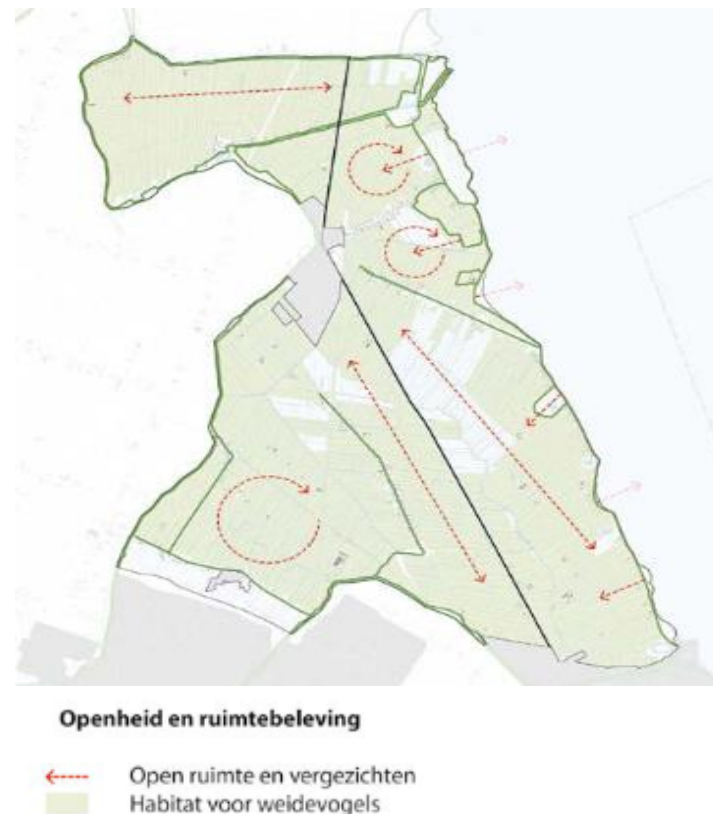 Openheid en ruimtebeleving
Open ruimte en vergezichten
Habitat voor weidevogels